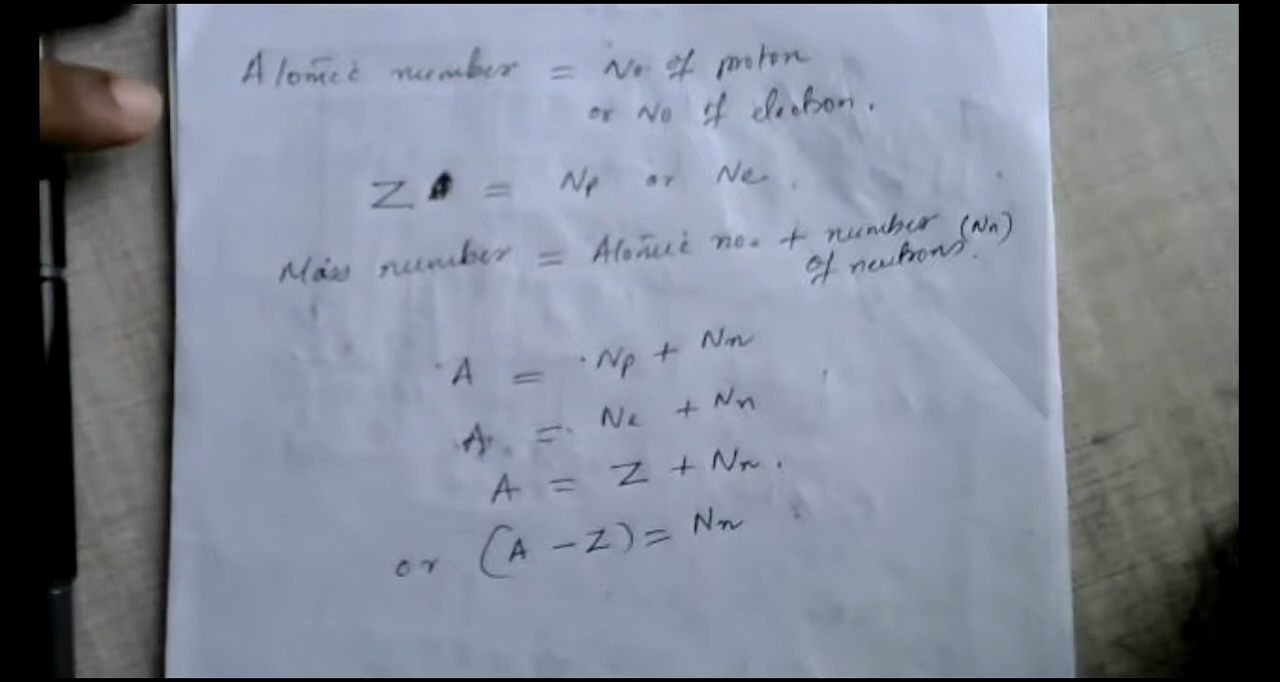 Atomic number = No. of proton
or No of electron.
Z = Np or Ne.
Mass number = Atomic no. + number (Nn)
of neutrons.
A = Np + Nn
A = Ne + Nn
A = Z + Nn.
or (A - Z) = Nn